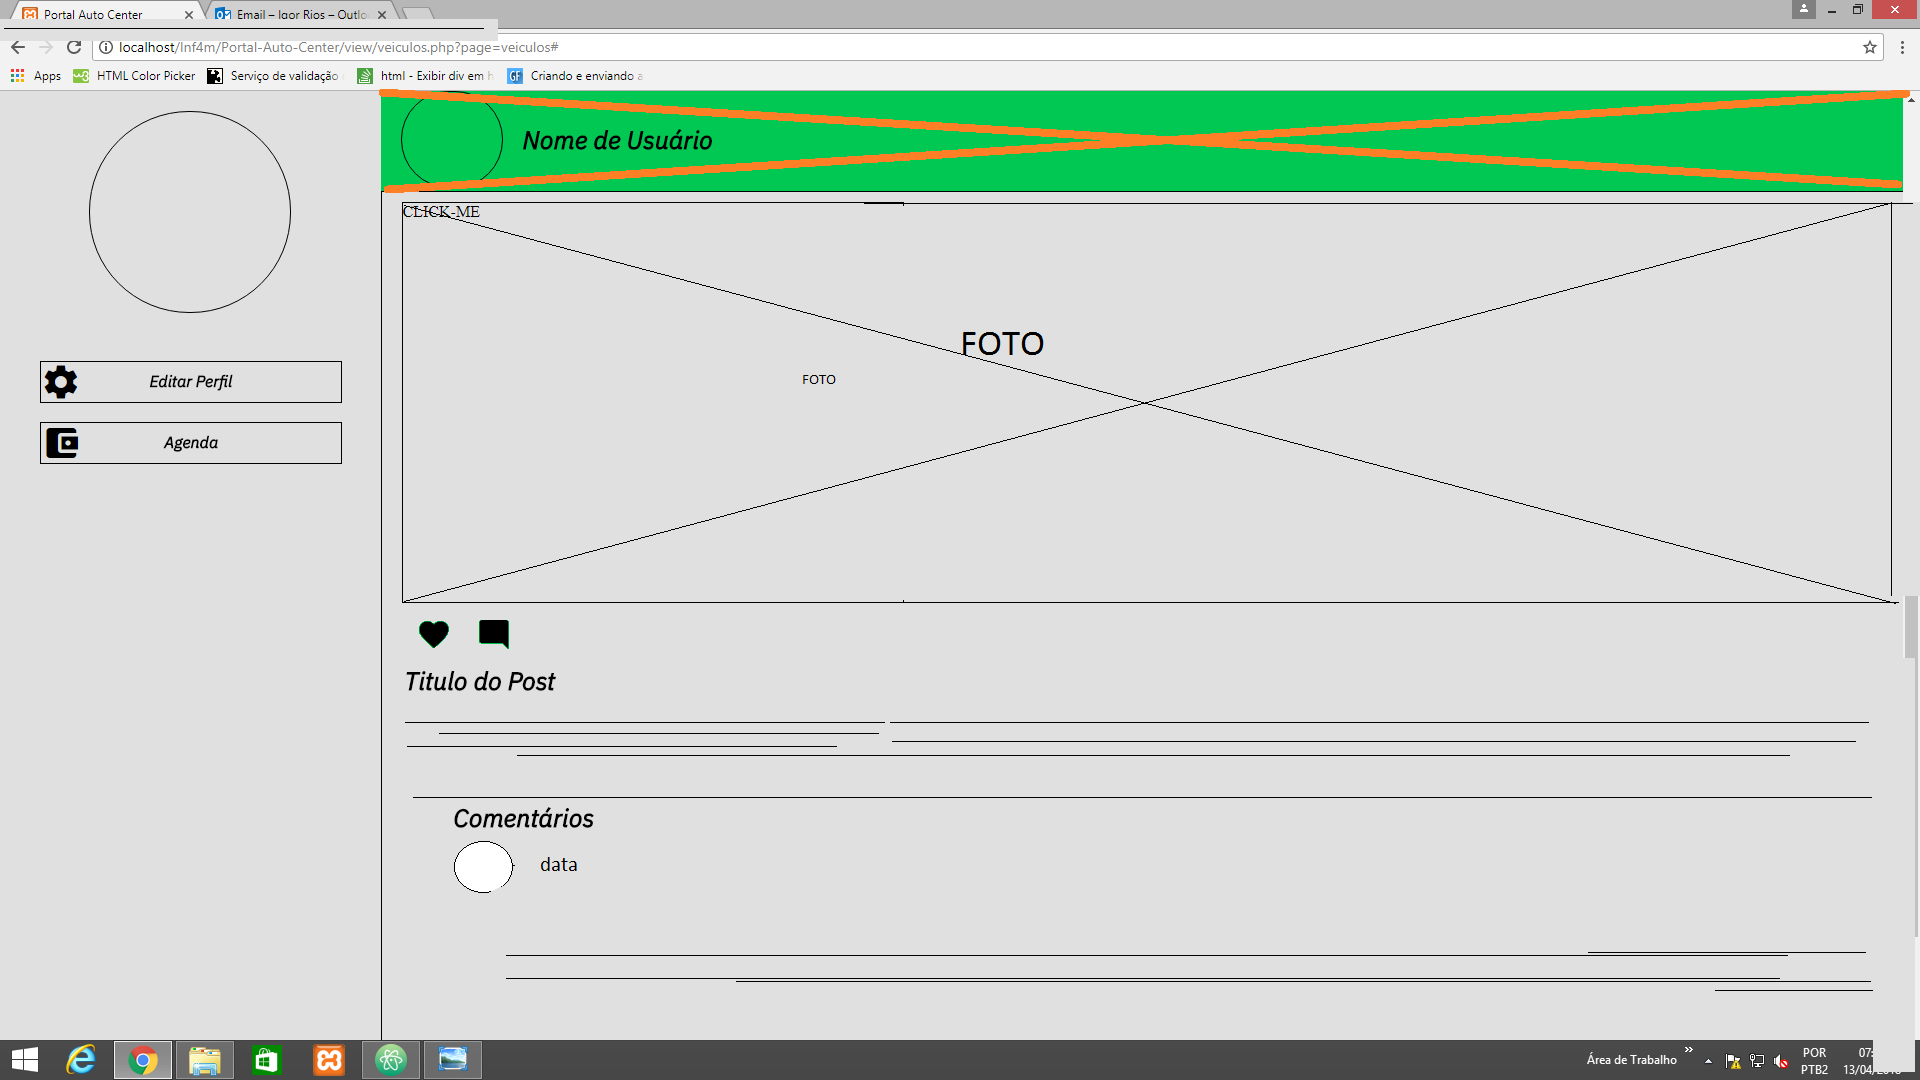 Portal Auto Center
Email – Igor Rios – Outlo
localhost/Inf4m/Portal-Auto-Center/view/veiculos.php?page=veiculos#
Apps
HTML Color Picker
Serviço de validação
html - Exibir div em h
Criando e enviando a
Nome de Usuário
CLICK-ME
FOTO
FOTO
Editar Perfil
Agenda
Titulo do Post
Comentários
data
Área de Trabalho
POR
PTB2
07:
13/04/